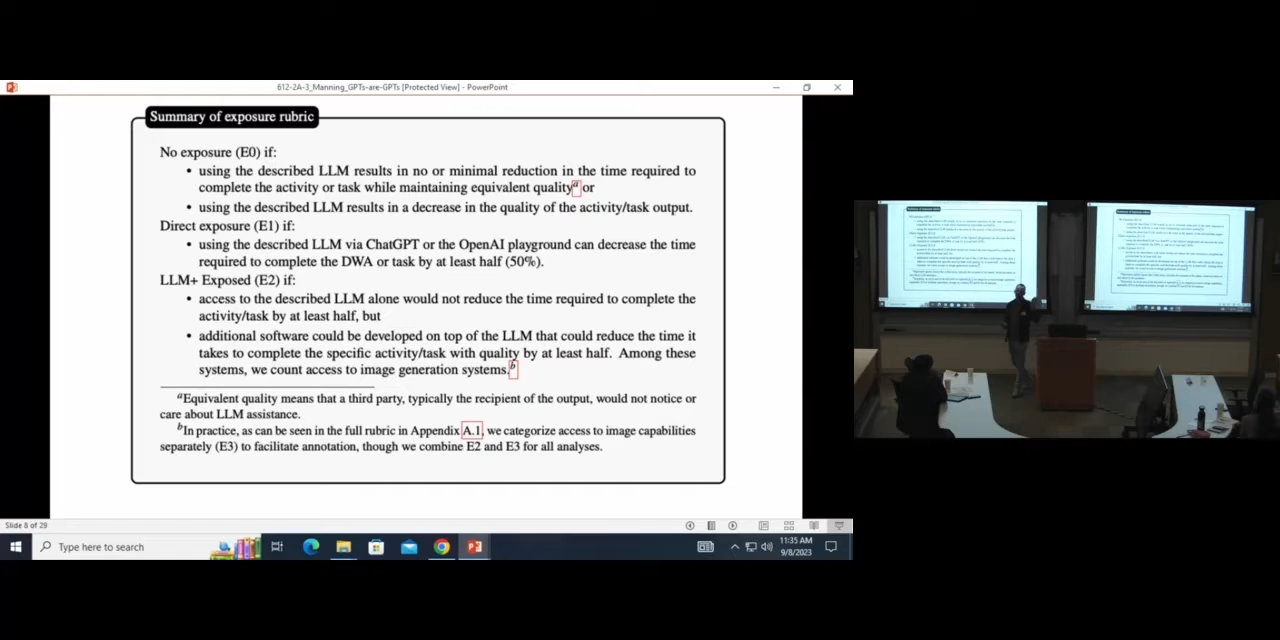 612-2A-3_Manning_GPTs-are-GPTs [Protected View] - PowerPoint
Summary of exposure rubric
No exposure (E0) if:
• using the described LLM results in no or minimal reduction in the time required to
complete the activity or task while maintaining equivalent quality a or
• using the described LLM results in a decrease in the quality of the activity/task output.
Direct exposure (E1) if:
• using the described LLM via ChatGPT or the OpenAI playground can decrease the time
required to complete the DWA or task by at least half (50%).
LLM+ Exposed (E2) if:
• access to the described LLM alone would not reduce the time required to complete the
activity/task by at least half, but
• additional software could be developed on top of the LLM that could reduce the time it
takes to complete the specific activity/task with quality by at least half. Among these
systems, we count access to image generation systems. b
a Equivalent quality means that a third party, typically the recipient of the output, would not notice or
care about LLM assistance.
b In practice, as can be seen in the full rubric in Appendix A.1, we categorize access to image capabilities
separately (E3) to facilitate annotation, though we combine E2 and E3 for all analyses.
Slide 8 of 29
Type here to search
11:35 AM
9/8/2023